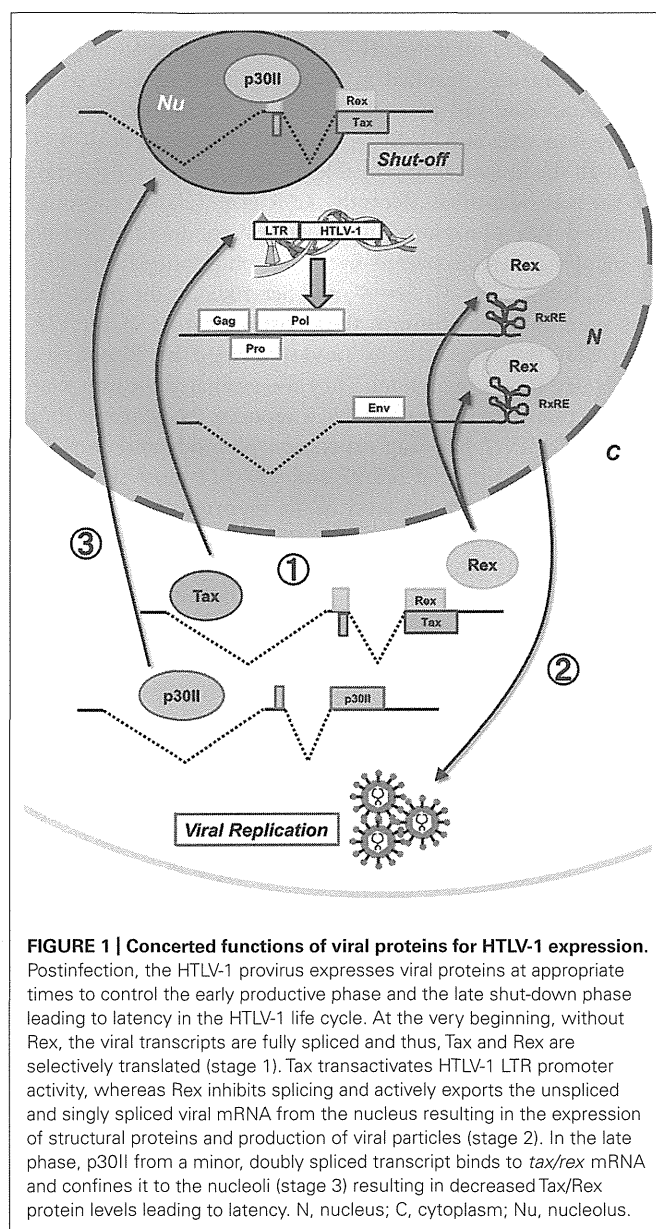 p30II
Nu
Rex
Tax
Shut-off
LTR HTLV-1
Rex
Gag Pol
RxRE
N
Pro
Rex
Env
RxRE
C
③
①
Rex
Tax
Rex
Tax
②
p30II
p30II
Viral Replication
FIGURE 1 | Concerted functions of viral proteins for HTLV-1 expression.
Postinfection, the HTLV-1 provirus expresses viral proteins at appropriate
times to control the early productive phase and the late shut-down phase
leading to latency in the HTLV-1 life cycle. At the very beginning, without
Rex, the viral transcripts are fully spliced and thus, Tax and Rex are
selectively translated (stage 1). Tax transactivates HTLV-1 LTR promoter
activity, whereas Rex inhibits splicing and actively exports the unspliced
and singly spliced viral mRNA from the nucleus resulting in the expression
of structural proteins and production of viral particles (stage 2). In the late
phase, p30II from a minor, doubly spliced transcript binds to tax/rex mRNA
and confines it to the nucleoli (stage 3) resulting in decreased Tax/Rex
protein levels leading to latency. N, nucleus; C, cytoplasm; Nu, nucleolus.